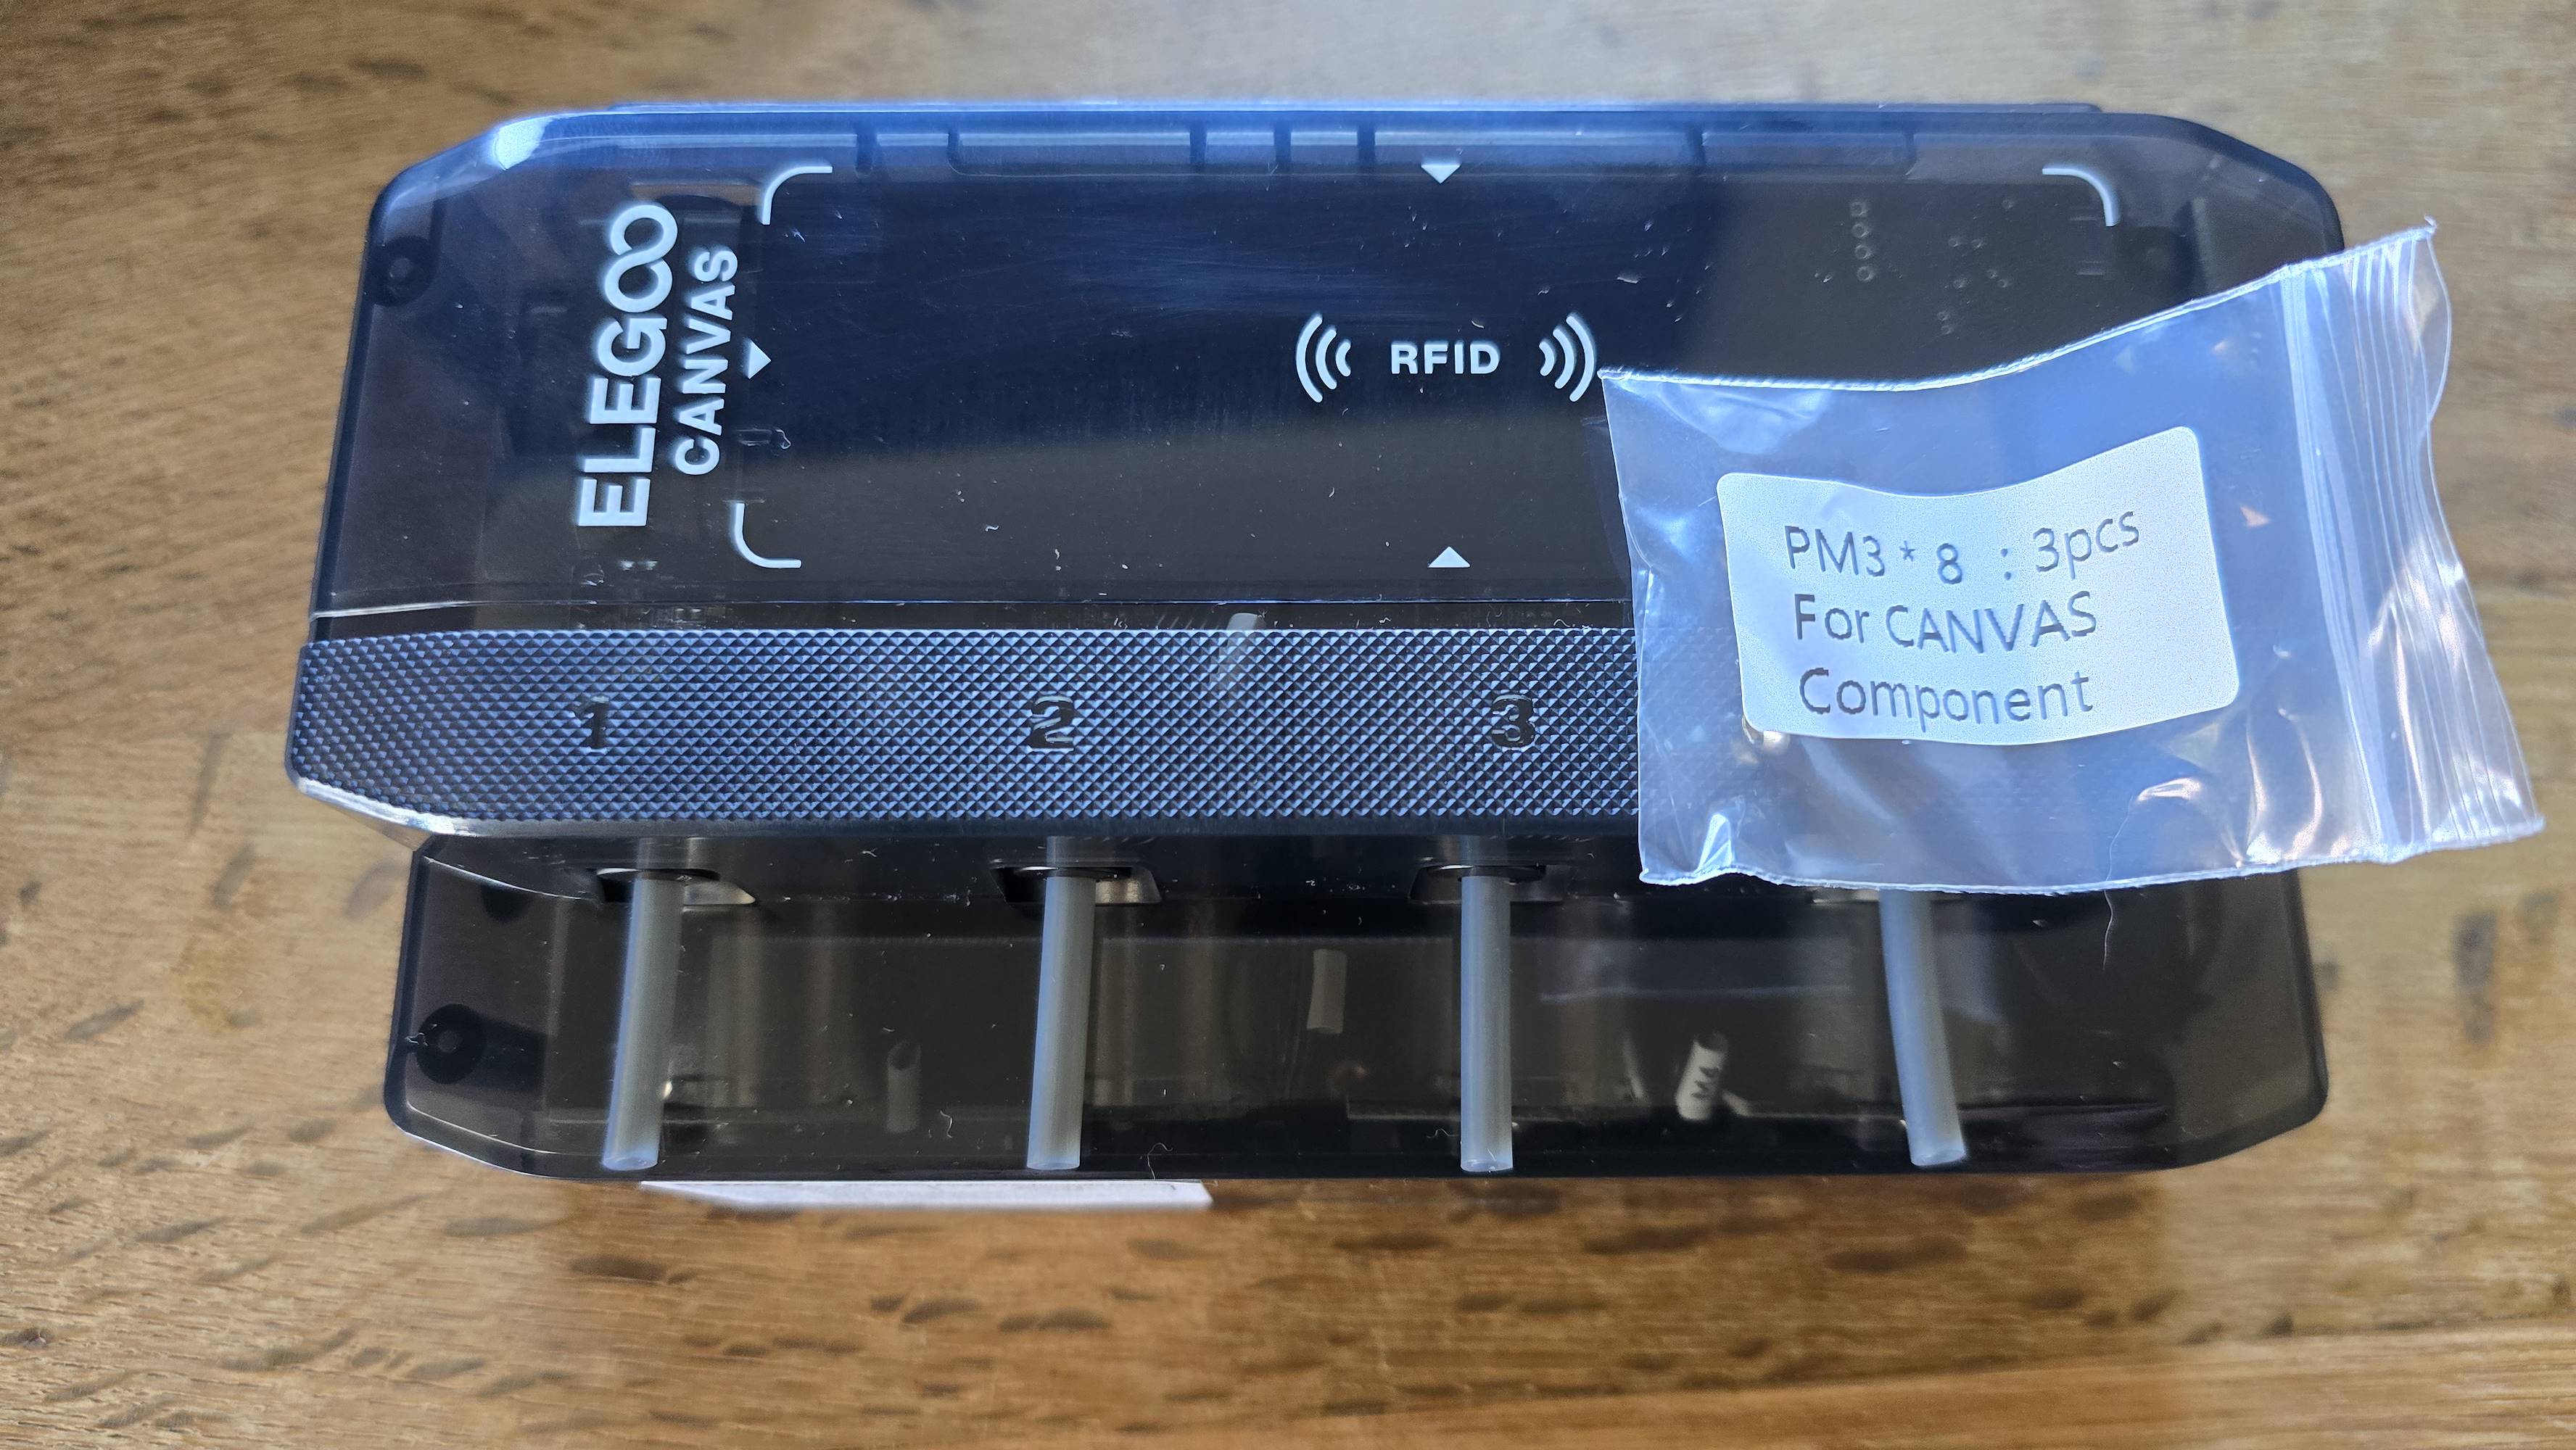 ELEGOO
CANVAS
RFID
1
2
3
PM3 * 8 : 3pcs
For CANVAS
Component
M4